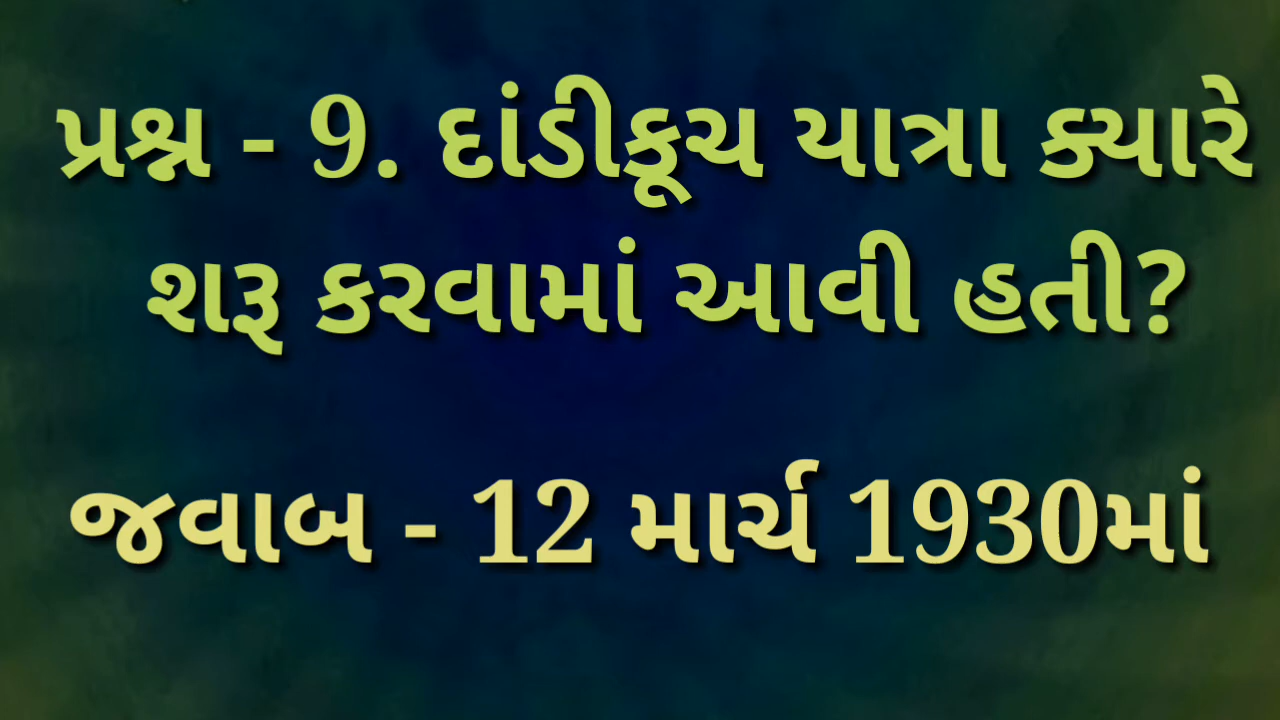 પ્રશ્ન - 9. દાંડીકૂચ યાત્રા ક્યારે
શરૂ કરવામાં આવી હતી?
જવાબ - 12 માર્ચ 1930માં